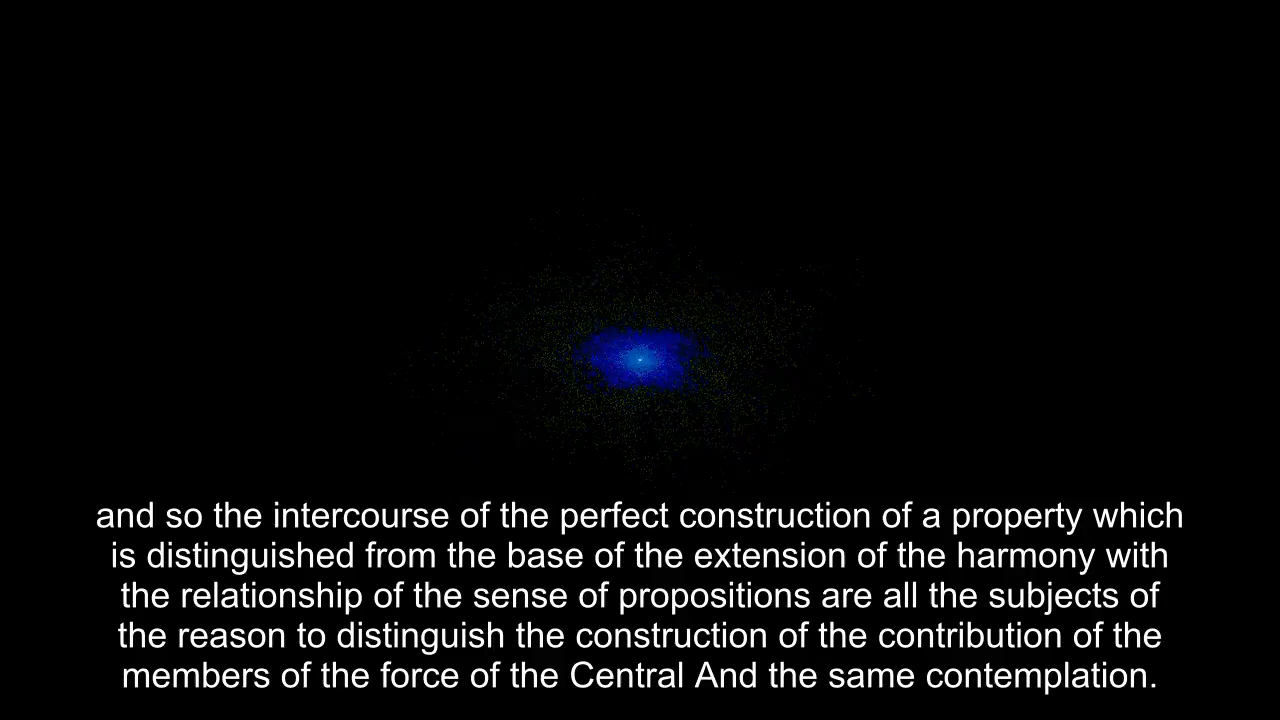 and so the intercourse of the perfect construction of a property which
is distinguished from the base of the extension of the harmony with
the relationship of the sense of propositions are all the subjects of
the reason to distinguish the construction of the contribution of the
members of the force of the Central And the same contemplation.